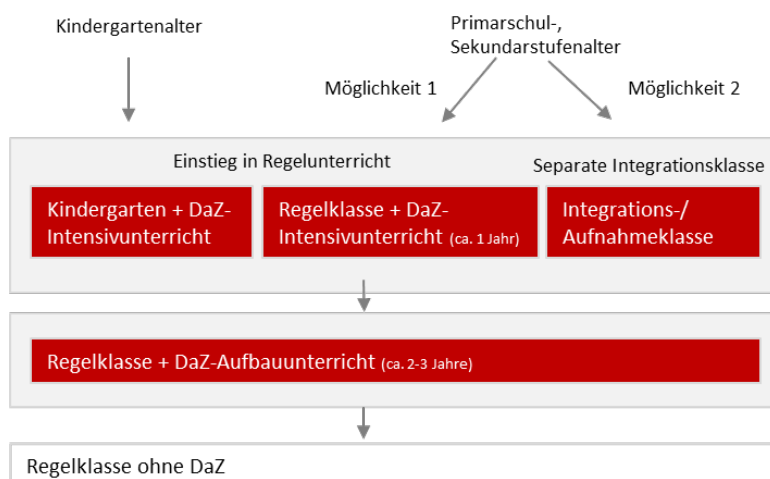 Kindergartenalter
Primarschul-,
Sekundarstufenalter
Möglichkeit 1
Möglichkeit 2
Einstieg in Regelunterricht
Separate Integrationsklasse
Kindergarten + DaZ-
Intensivunterricht
Regelklasse + DaZ-
Intensivunterricht (ca. 1 Jahr)
Integrations-/
Aufnahmeklasse
Regelklasse + DaZ-Aufbauunterricht (ca. 2-3 Jahre)
Regelklasse ohne DaZ